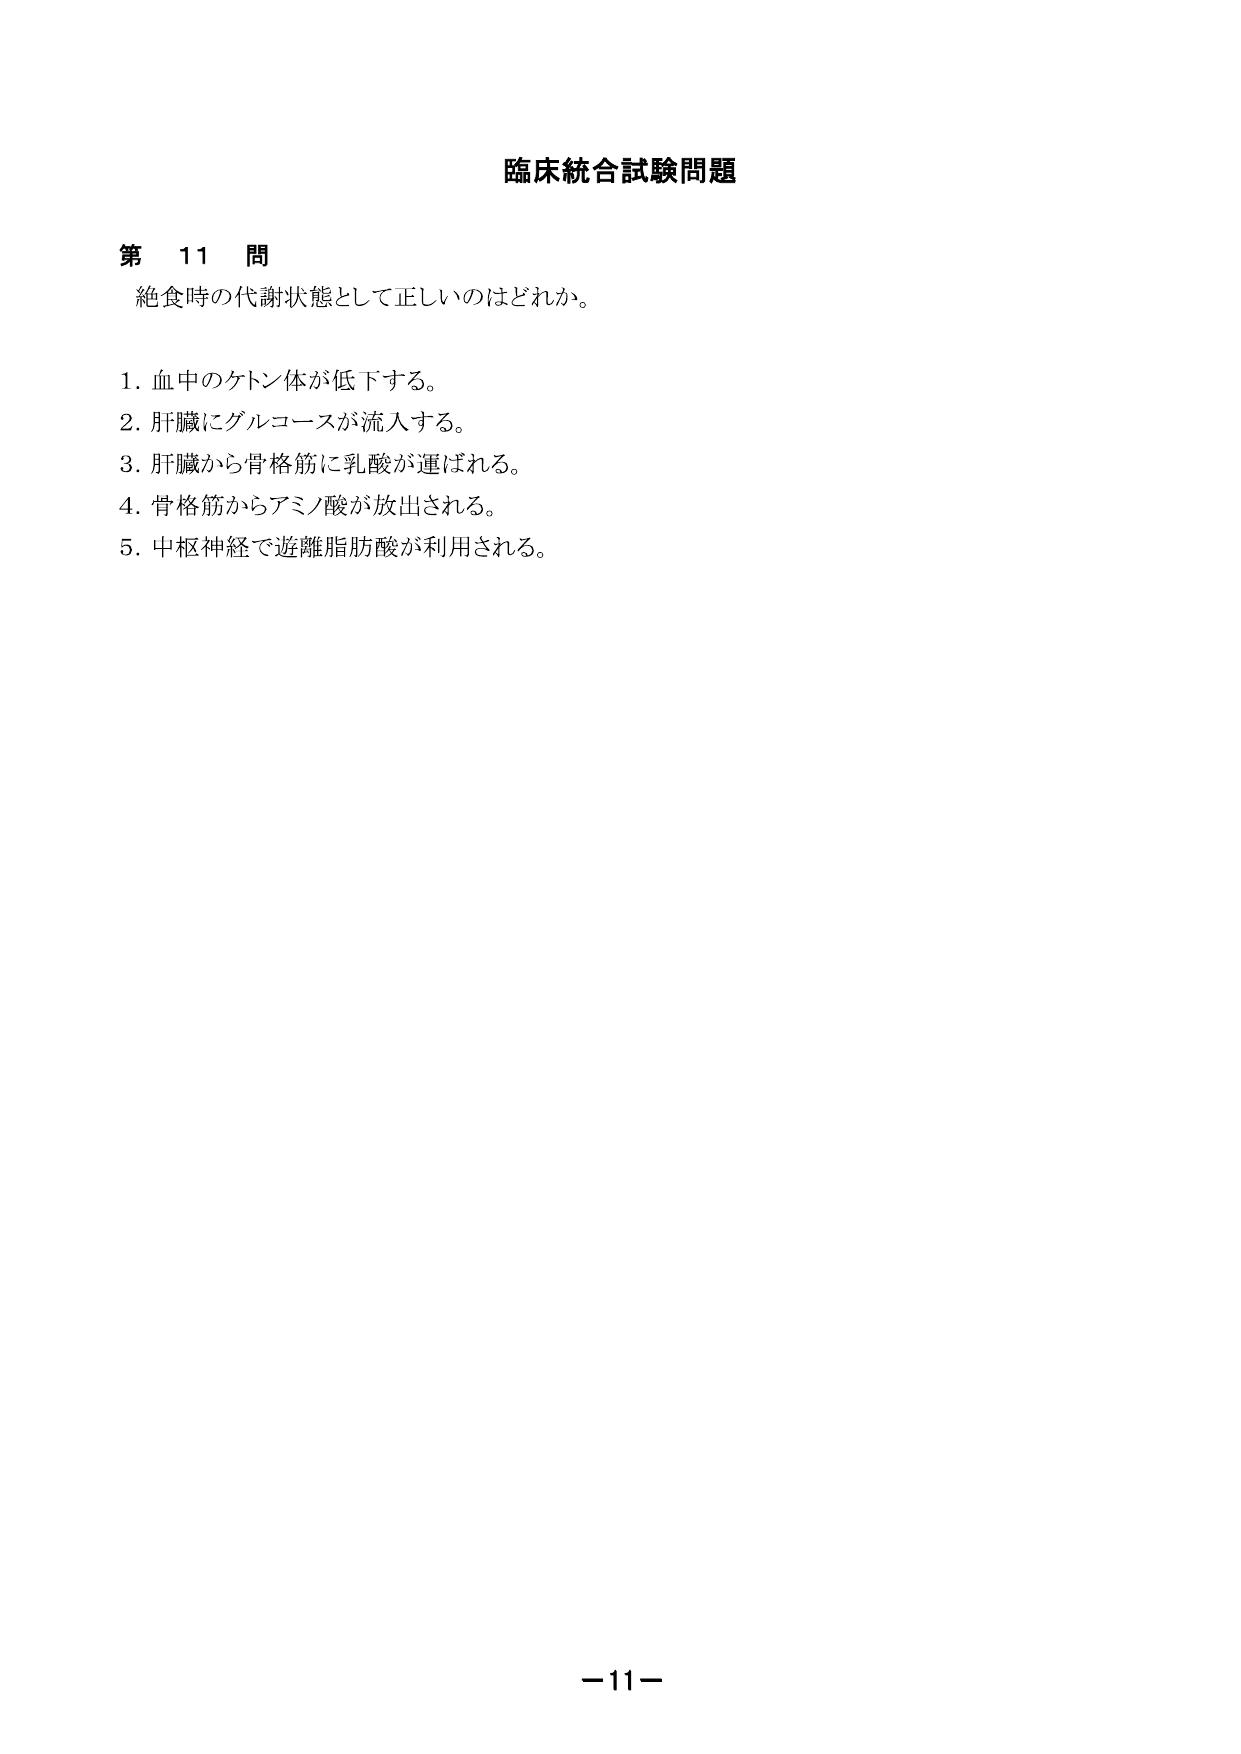 臨床統合試験問題
第 11 問
絶食時の代謝状態として正しいのはどれか。
1. 血中のケトン体が低下する。
2. 肝臓にグルコースが流入する。
3. 肝臓から骨格筋に乳酸が運ばれる。
4. 骨格筋からアミノ酸が放出される。
5. 中枢神経で遊離脂肪酸が利用される。
－11－